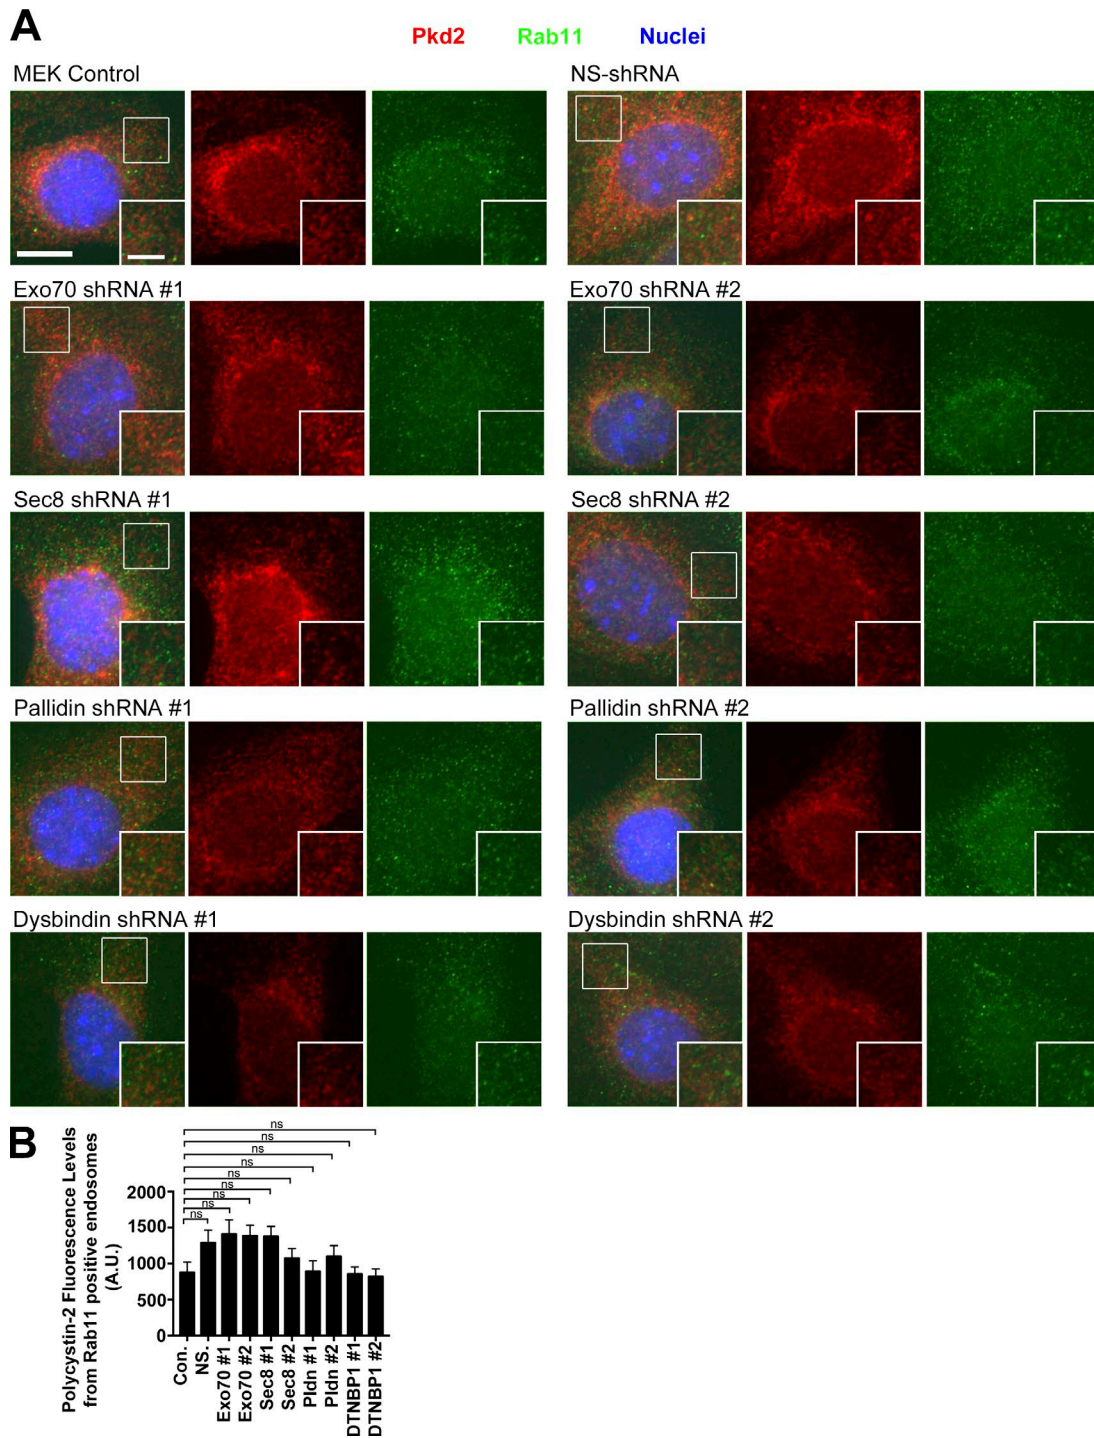 A
Pkd2 Rab11 Nuclei
MEK Control
NS-shRNA
Exo70 shRNA #1
Exo70 shRNA #2
Sec8 shRNA #1
Sec8 shRNA #2
Pallidin shRNA #1
Pallidin shRNA #2
Dysbindin shRNA #1
Dysbindin shRNA #2
B
Polycystin-2 Fluorescence Levels
from Rab11 positive endosomes
(A.U.)
ns
ns
ns
ns
ns
ns
ns
ns
ns
2000
1500
1000
500
0
Con.
NS.
Exo70 #1
Exo70 #2
Sec8 #1
Sec8 #2
Pldn #1
Pldn #2
DTNBP1 #1
DTNBP1 #2